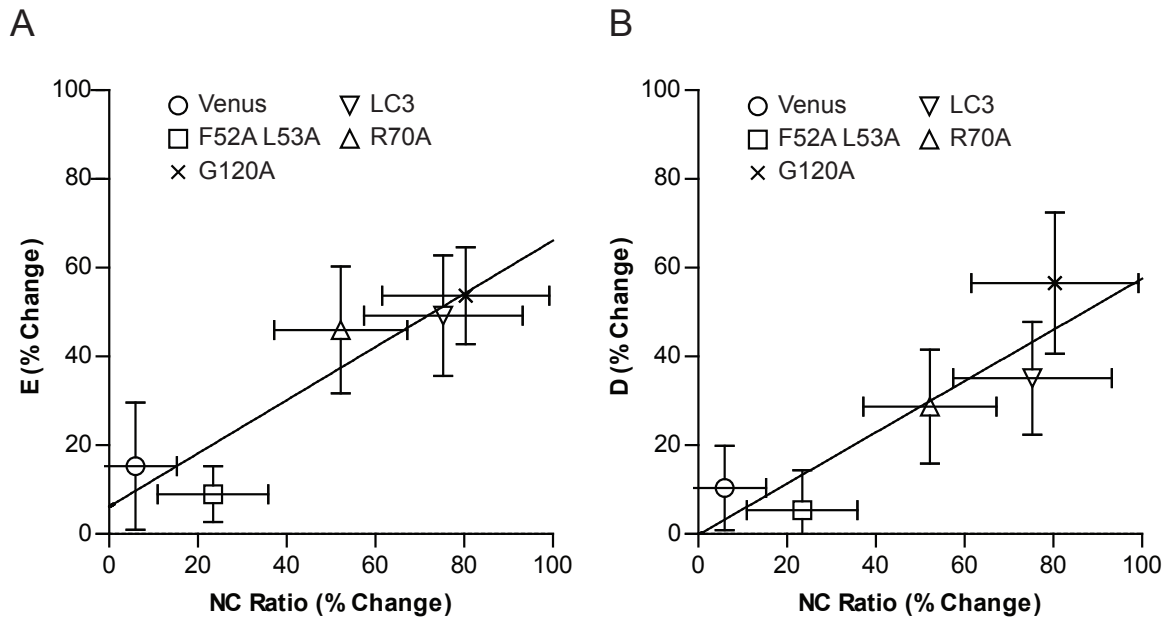 A
100
80
60
40
20
0
E (% Change)
Venus
LC3
F52A L53A
R70A
G120A
0 20 40 60 80 100
NC Ratio (% Change)
B
100
80
60
40
20
0
D (% Change)
Venus
LC3
F52A L53A
R70A
G120A
0 20 40 60 80 100
NC Ratio (% Change)